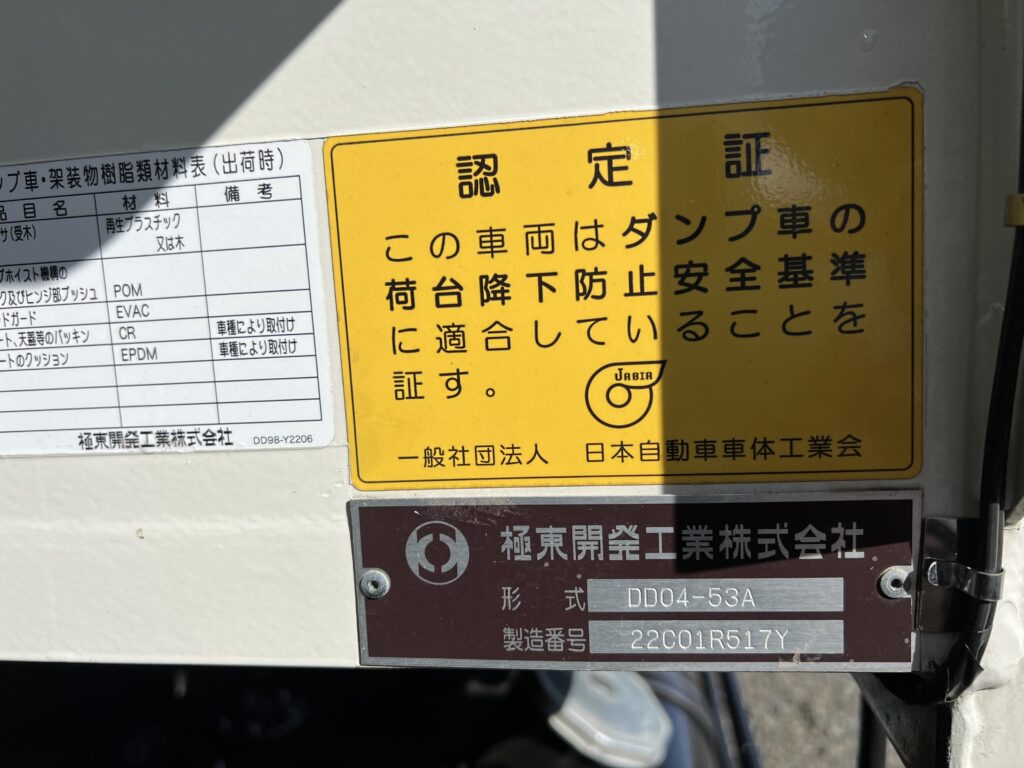 ップ車・架装物樹脂類材料表(出荷時)
品目名 材料 備考
サ(受木) 再生プラスチック
又は木
プホイスト機構の
ク及びヒンジ部ブッシュ POM
ドガード EVAC
ート、天蓋等のパッキン CR 車種により取付け
ートのクッション EPDM 車種により取付け
極東開発工業株式会社 DD98-Y2206
認定証
この車両はダンプ車の
荷台降下防止安全基準
に適合していることを
証す。
JABIA
一般社団法人 日本自動車車体工業会
極東開発工業株式会社
形式 DD04-53A
製造番号 22C01R517Y